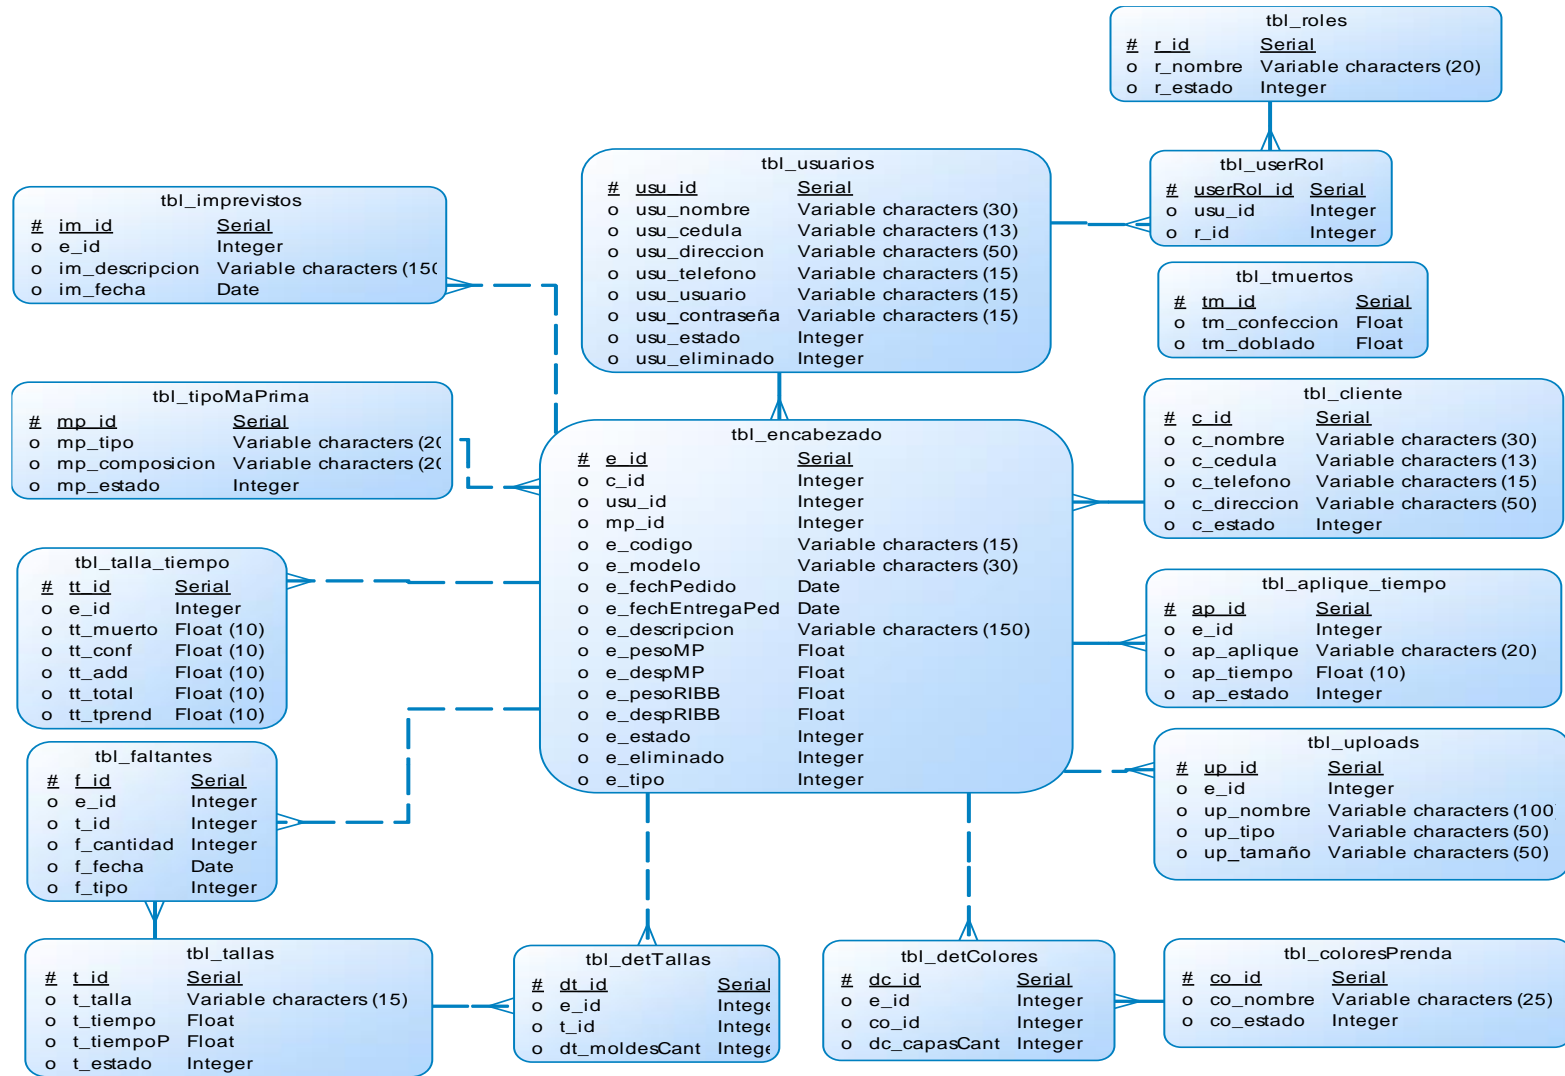 tbl_roles
# r_id Serial
o r_nombre Variable characters (20)
o r_estado Integer
tbl_userRol
# userRol_id Serial
o usu_id Integer
o r_id Integer
tbl_usuarios
# usu_id Serial
o usu_nombre Variable characters (30)
o usu_cedula Variable characters (13)
o usu_direccion Variable characters (50)
o usu_telefono Variable characters (15)
o usu_usuario Variable characters (15)
o usu_contraseña Variable characters (15)
o usu_estado Integer
o usu_eliminado Integer
tbl_imprevistos
# im_id Serial
o e_id Integer
o im_descripcion Variable characters (150
o im_fecha Date
tbl_tmuertos
# tm_id Serial
o tm_confeccion Float
o tm_doblado Float
tbl_tipoMaPrima
# mp_id Serial
o mp_tipo Variable characters (20
o mp_composicion Variable characters (20
o mp_estado Integer
tbl_encabezado
# e_id Serial
o c_id Integer
o usu_id Integer
o mp_id Integer
o e_codigo Variable characters (15)
o e_modelo Variable characters (30)
o e_fechPedido Date
o e_fechEntregaPed Date
o e_descripcion Variable characters (150)
o e_pesoMP Float
o e_despMP Float
o e_pesoRIBB Float
o e_despRIBB Float
o e_estado Integer
o e_eliminado Integer
o e_tipo Integer
tbl_cliente
# c_id Serial
o c_nombre Variable characters (30)
o c_cedula Variable characters (13)
o c_telefono Variable characters (15)
o c_direccion Variable characters (50)
o c_estado Integer
tbl_talla_tiempo
# tt_id Serial
o e_id Integer
o tt_muerto Float (10)
o tt_conf Float (10)
o tt_add Float (10)
o tt_total Float (10)
o tt_tprend Float (10)
tbl_aplique_tiempo
# ap_id Serial
o e_id Integer
o ap_aplique Variable characters (20)
o ap_tiempo Float (10)
o ap_estado Integer
tbl_faltantes
# f_id Serial
o e_id Integer
o t_id Integer
o f_cantidad Integer
o f_fecha Date
o f_tipo Integer
tbl_uploads
# up_id Serial
o e_id Integer
o up_nombre Variable characters (100)
o up_tipo Variable characters (50)
o up_tamaño Variable characters (50)
tbl_tallas
# t_id Serial
o t_talla Variable characters (15)
o t_tiempo Float
o t_tiempoP Float
o t_estado Integer
tbl_detTallas
# dt_id Serial
o e_id Intege
o t_id Intege
o dt_moldesCant Intege
tbl_detColores
# dc_id Serial
o e_id Integer
o co_id Integer
o dc_capasCant Integer
tbl_coloresPrenda
# co_id Serial
o co_nombre Variable characters (25)
o co_estado Integer